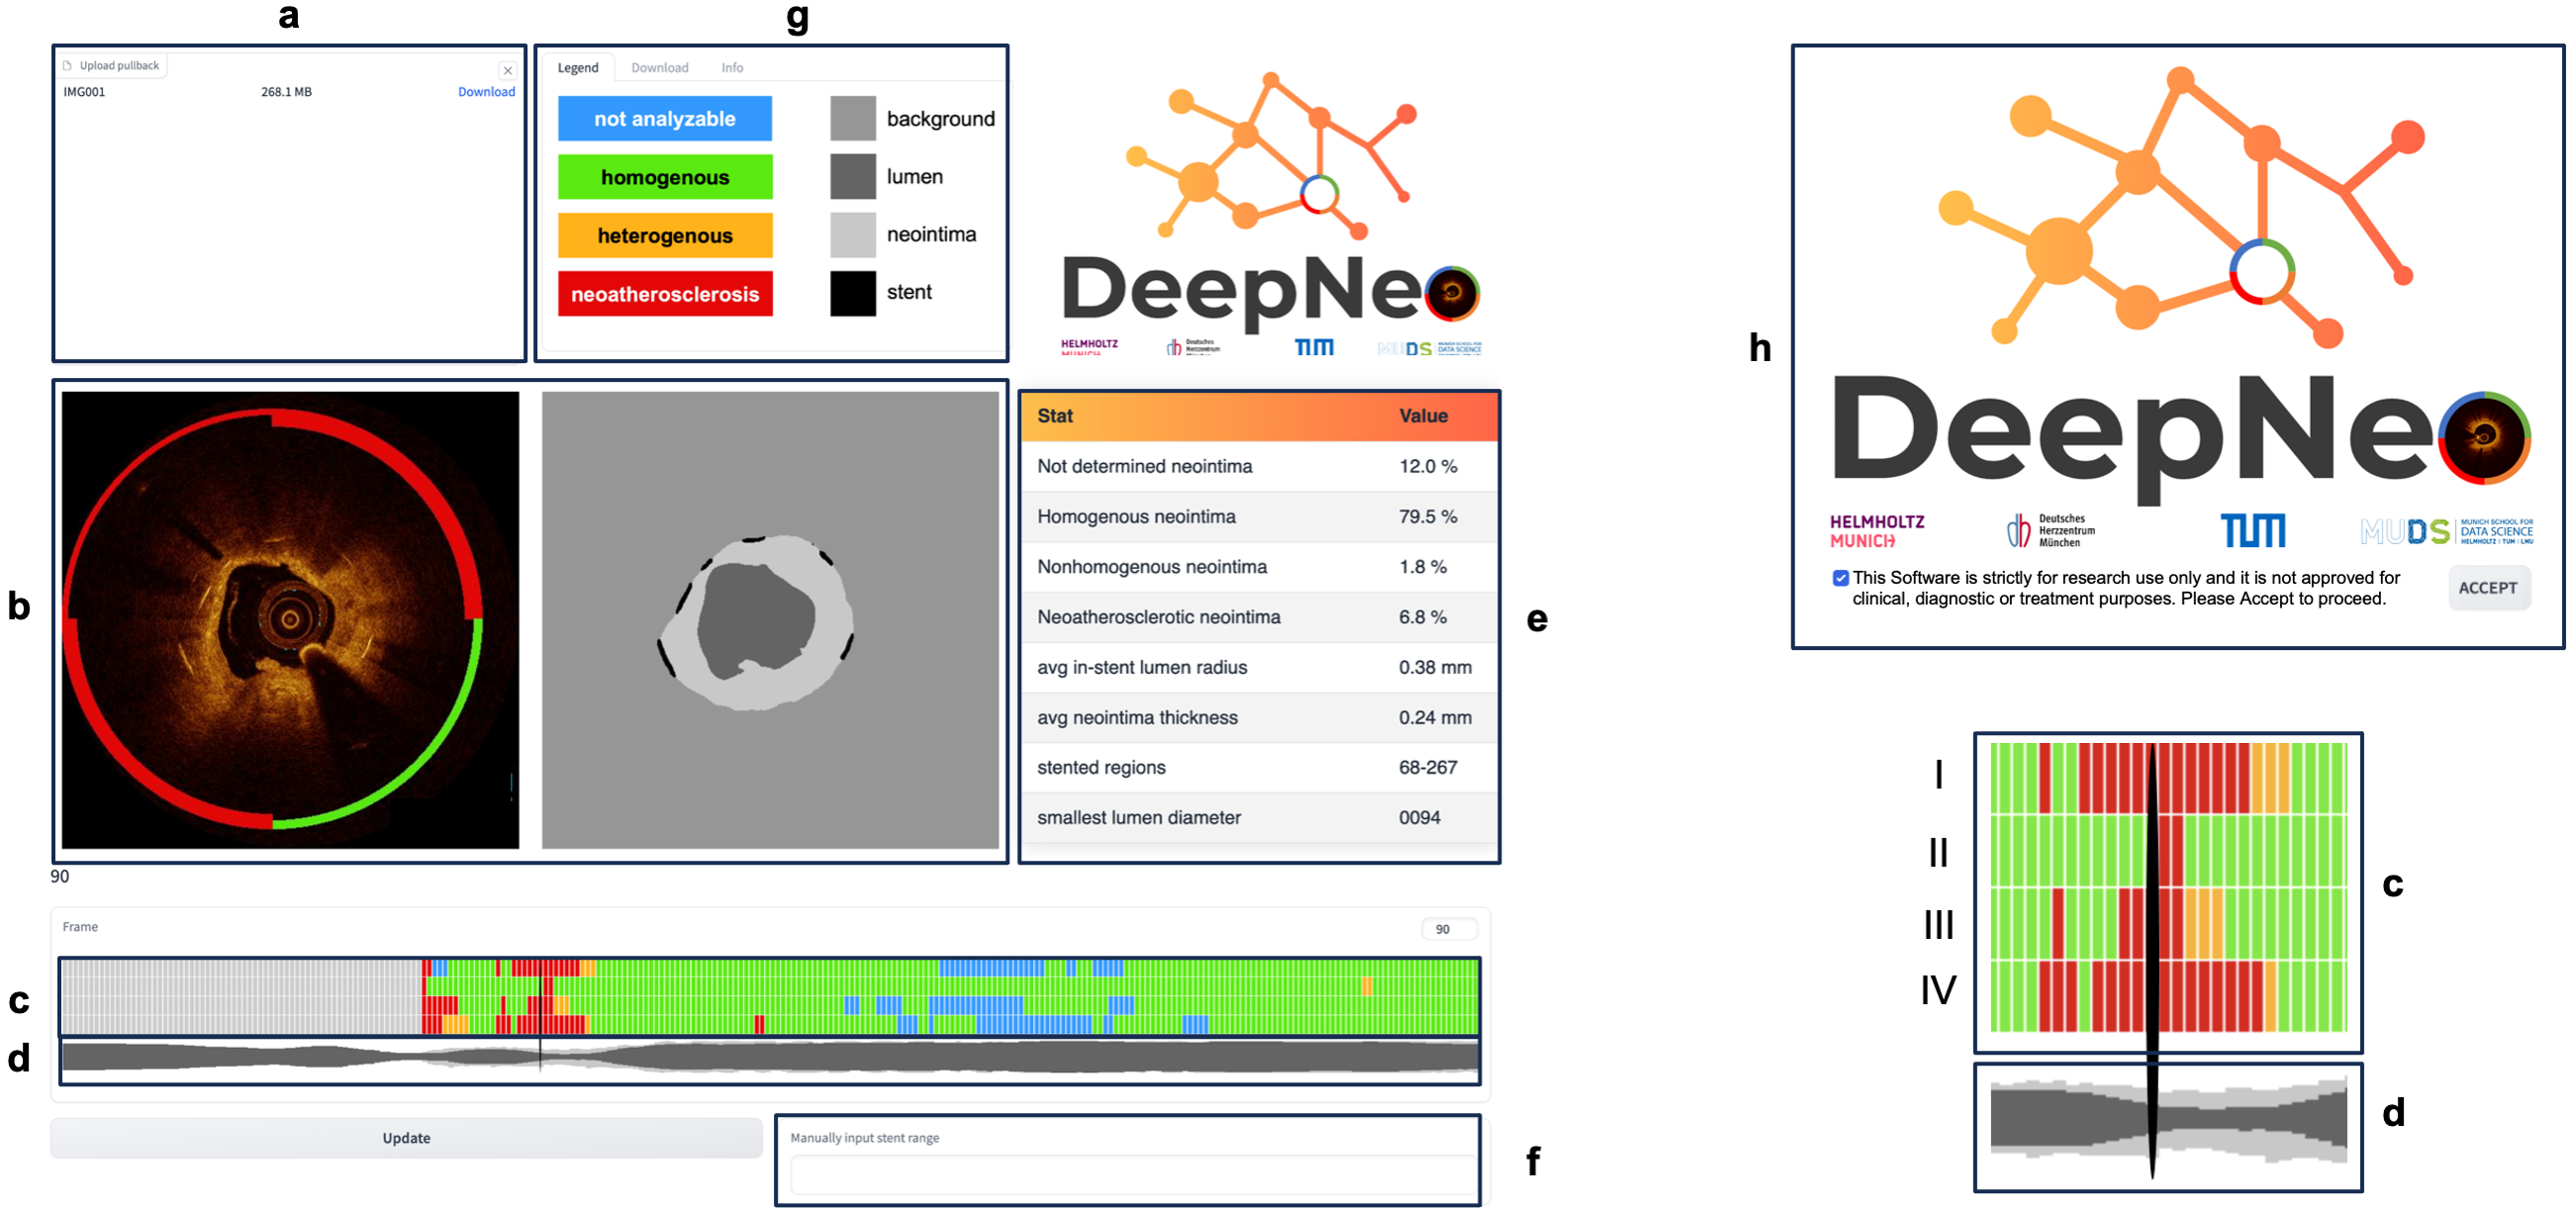 a
g
Upload pullback
IMG001 268.1 MB Download
Legend Download Info
not analyzable background
homogenous lumen
heterogenous neointima
neoatherosclerosis stent
DeepNeo
HELMHOLTZ
MUNICH
Deutsches
Herzzentrum
München
TUM
MUDS
MUNICH SCHOOL FOR
DATA SCIENCE
h
DeepNeo
HELMHOLTZ
MUNICH
Deutsches
Herzzentrum
München
TUM
MUDS
MUNICH SCHOOL FOR
DATA SCIENCE
HELMHOLTZ | TUM | LMU
This Software is strictly for research use only and it is not approved for
clinical, diagnostic or treatment purposes. Please Accept to proceed.
ACCEPT
b
Stat Value
Not determined neointima 12.0 %
Homogenous neointima 79.5 %
Nonhomogenous neointima 1.8 %
Neoatherosclerotic neointima 6.8 %
avg in-stent lumen radius 0.38 mm
avg neointima thickness 0.24 mm
stented regions 68-267
smallest lumen diameter 0094
e
90
Frame 90
c
d
Update
Manually input stent range
f
I
II
III
IV
c
d